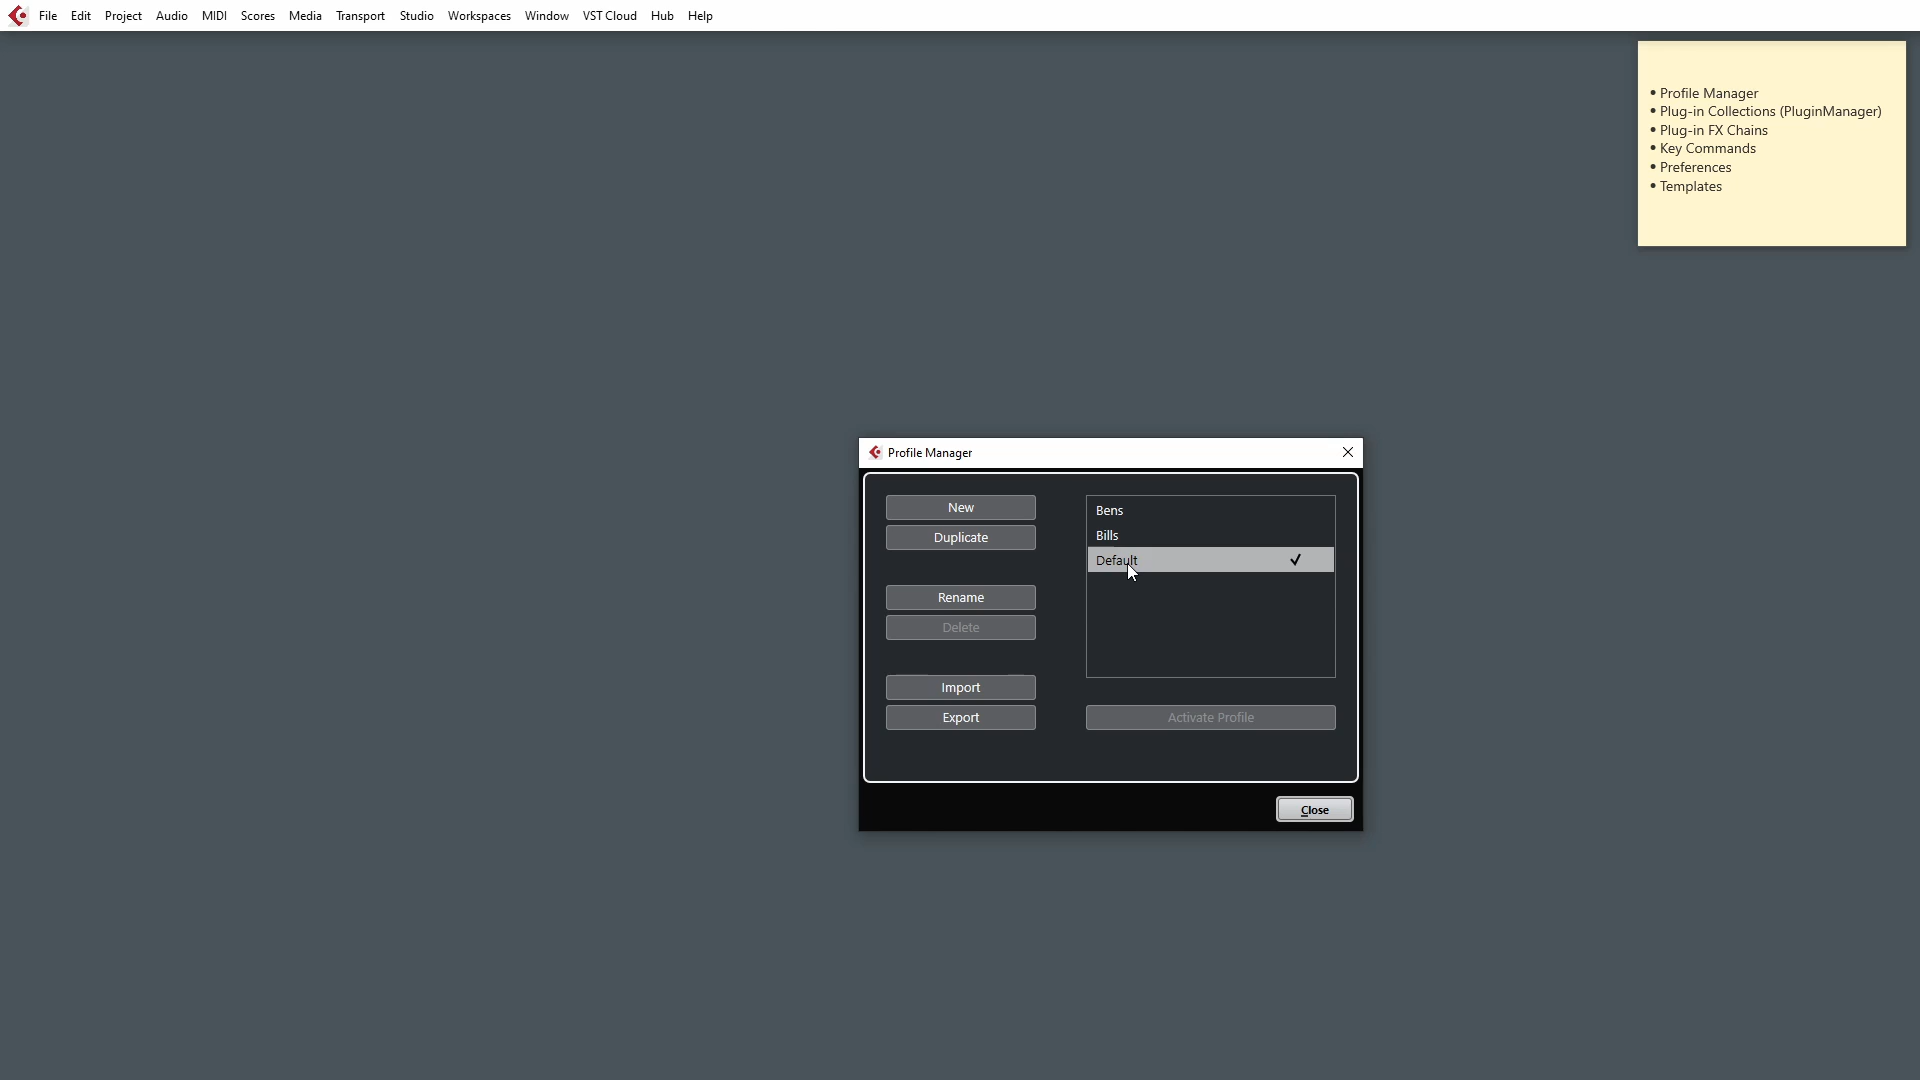 File Edit Project Audio MIDI Scores Media Transport Studio Workspaces Window VST Cloud Hub Help
• Profile Manager
• Plug-in Collections (PluginManager)
• Plug-in FX Chains
• Key Commands
• Preferences
• Templates
Profile Manager
New
Duplicate
Rename
Delete
Import
Export
Bens
Bills
Default
Activate Profile
Close